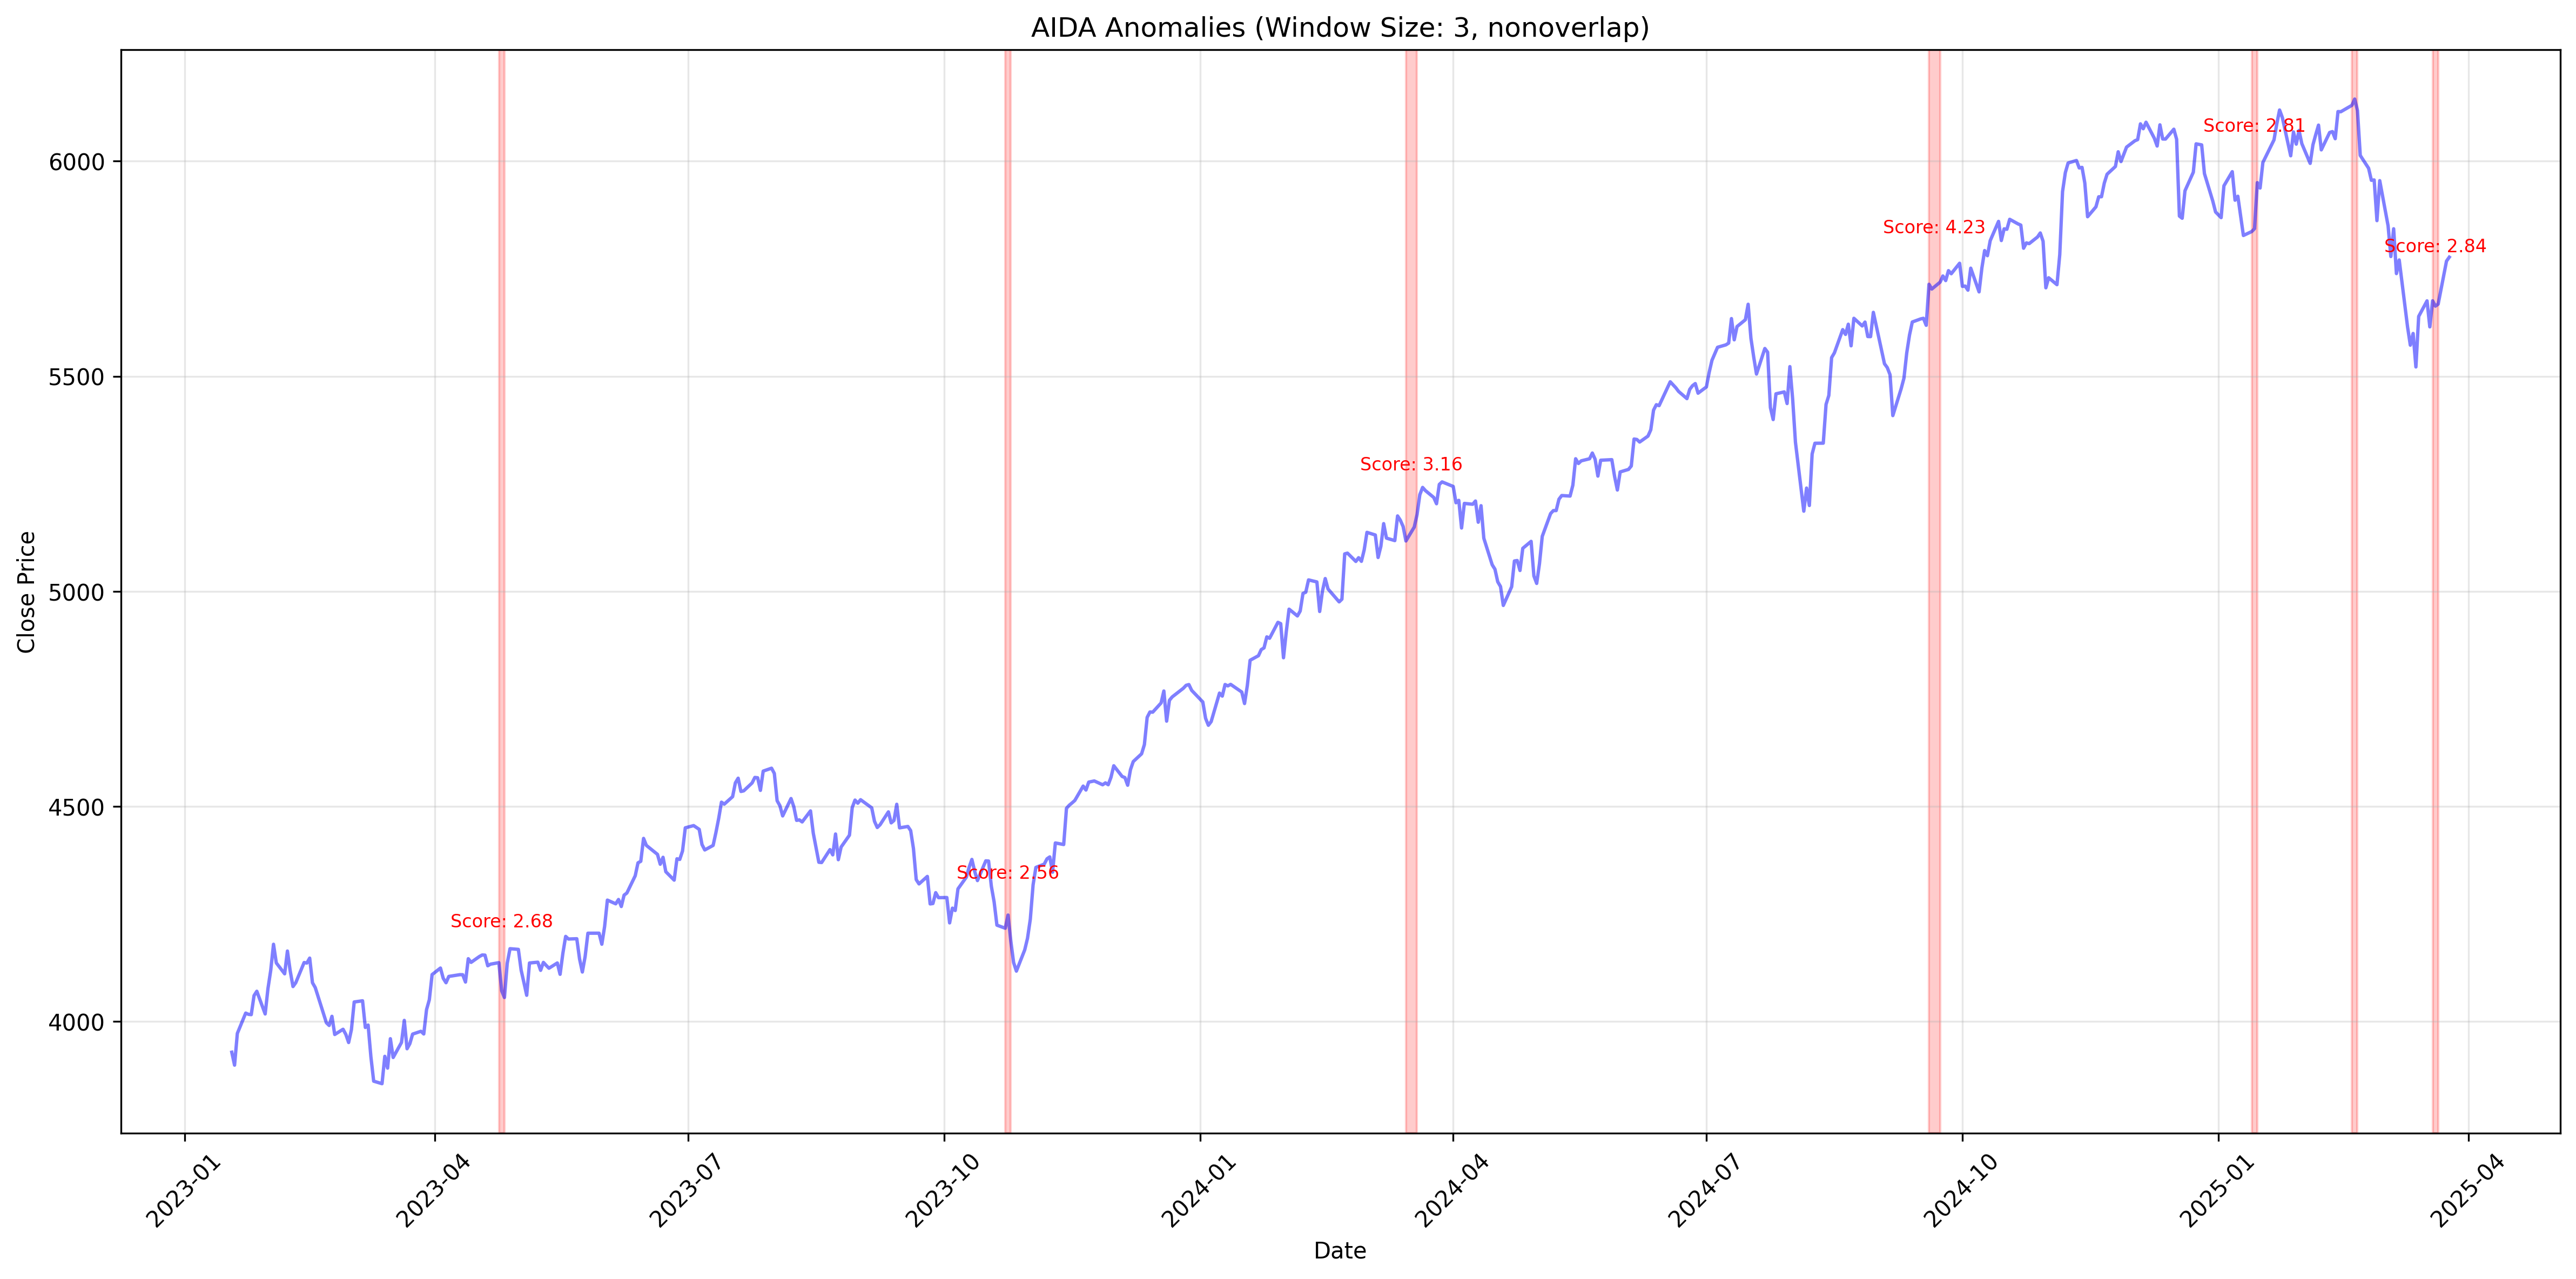 AIDA Anomalies (Window Size: 3, nonoverlap)
Close Price
6000
5500
5000
4500
4000
Score: 2.68
Score: 2.56
Score: 3.16
Score: 4.23
Score: 2.81
Score: 2.84
2023-01
2023-04
2023-07
2023-10
2024-01
2024-04
2024-07
2024-10
2025-01
2025-04
Date